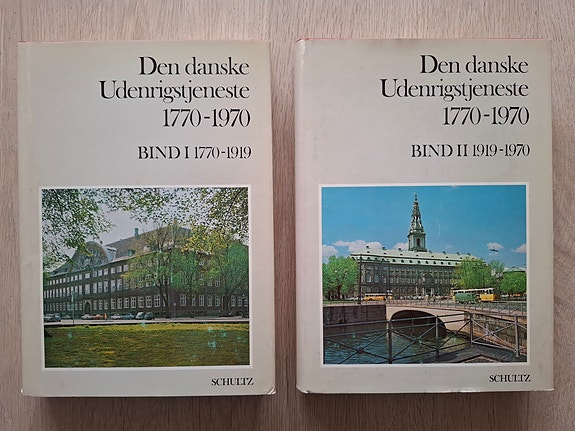 Den danske
Udenrigstjeneste
1770-1970
BIND I 1770-1919
SCHULTZ
Den danske
Udenrigstjeneste
1770-1970
BIND II 1919-1970
SCHULTZ